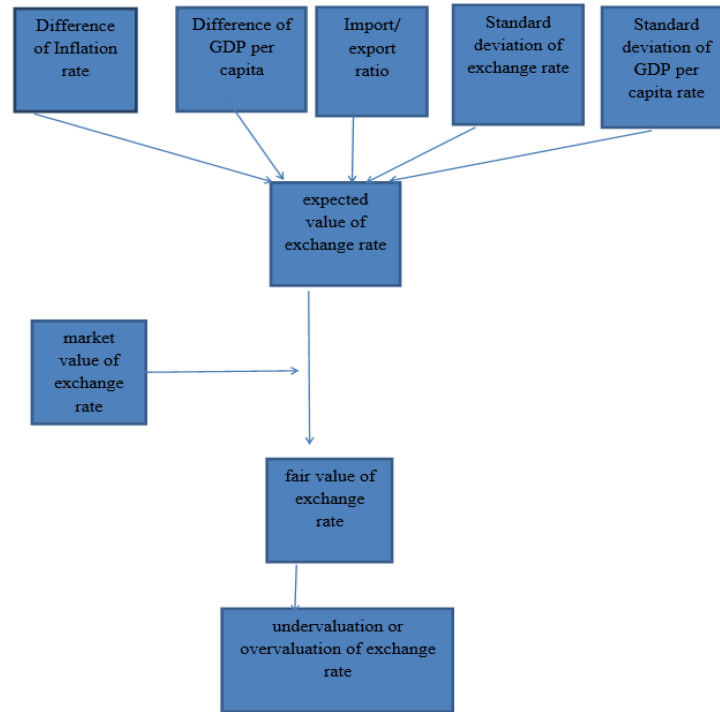 Difference
of Inflation
rate
Difference of
GDP per
capita
Import/
export
ratio
Standard
deviation of
exchange rate
Standard
deviation of
GDP per
capita rate
expected
value of
exchange rate
market
value of
exchange
rate
fair value of
exchange
rate
undervaluation or
overvaluation of exchange
rate